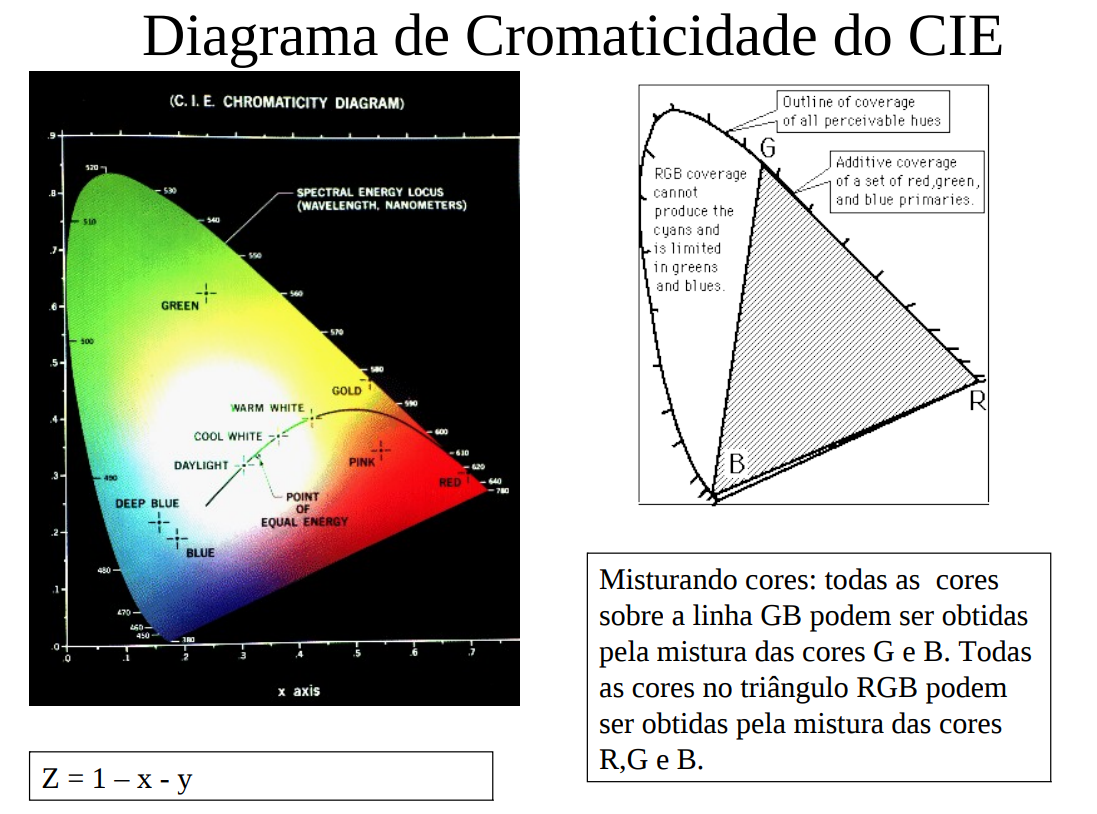 Diagrama de Cromaticidade do CIE
(C.I.E. CHROMATICITY DIAGRAM)
.9
520
.8
530
SPECTRAL ENERGY LOCUS
(WAVELENGTH, NANOMETERS)
510
540
.7
550
GREEN
560
.6
570
500
.5
580
GOLD
590
WARM WHITE
.4
COOL WHITE
600
DAYLIGHT
PINK
610
620
.3
490
RED
640
780
DEEP BLUE
POINT
OF
EQUAL ENERGY
.2
BLUE
480
.1
470
460
450
380
.0
.0
.1
.2
.3
.4
.5
.6
.7
x axis
Z = 1 – x - y
Outline of coverage
of all perceivable hues
G
Additive coverage
of a set of red,green,
and blue primaries.
RGB coverage
cannot
produce the
cyans and
is limited
in greens
and blues.
R
B
Misturando cores: todas as  cores
sobre a linha GB podem ser obtidas
pela mistura das cores G e B. Todas
as cores no triângulo RGB podem
ser obtidas pela mistura das cores
R,G e B.